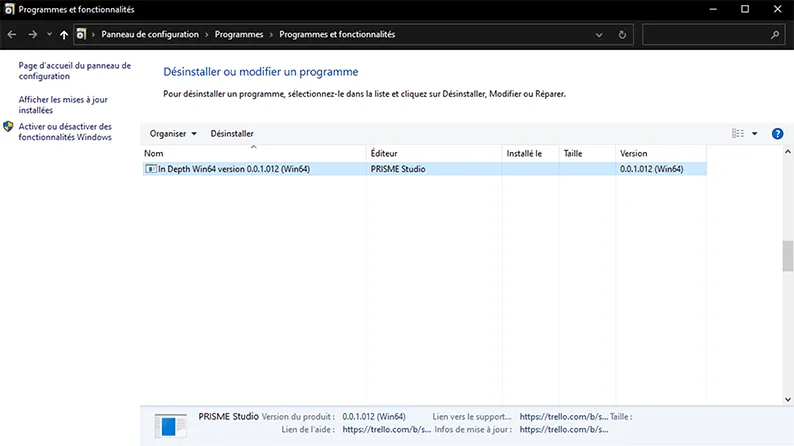 Programmes et fonctionnalités
Panneau de configuration > Programmes > Programmes et fonctionnalités
Page d'accueil du panneau de
configuration
Afficher les mises à jour
installées
Activer ou désactiver des
fonctionnalités Windows
Désinstaller ou modifier un programme
Pour désinstaller un programme, sélectionnez-le dans la liste et cliquez sur Désinstaller, Modifier ou Réparer.
Organiser Désinstaller
Nom Éditeur Installé le Taille Version
In Depth Win64 version 0.0.1.012 (Win64) PRISME Studio 0.0.1.012 (Win64)
PRISME Studio Version du produit : 0.0.1.012 (Win64) Lien vers le support... https://trello.com/b/s... Taille :
Lien de l'aide : https://trello.com/b/s... Infos de mise à jour : https://trello.com/b/s...